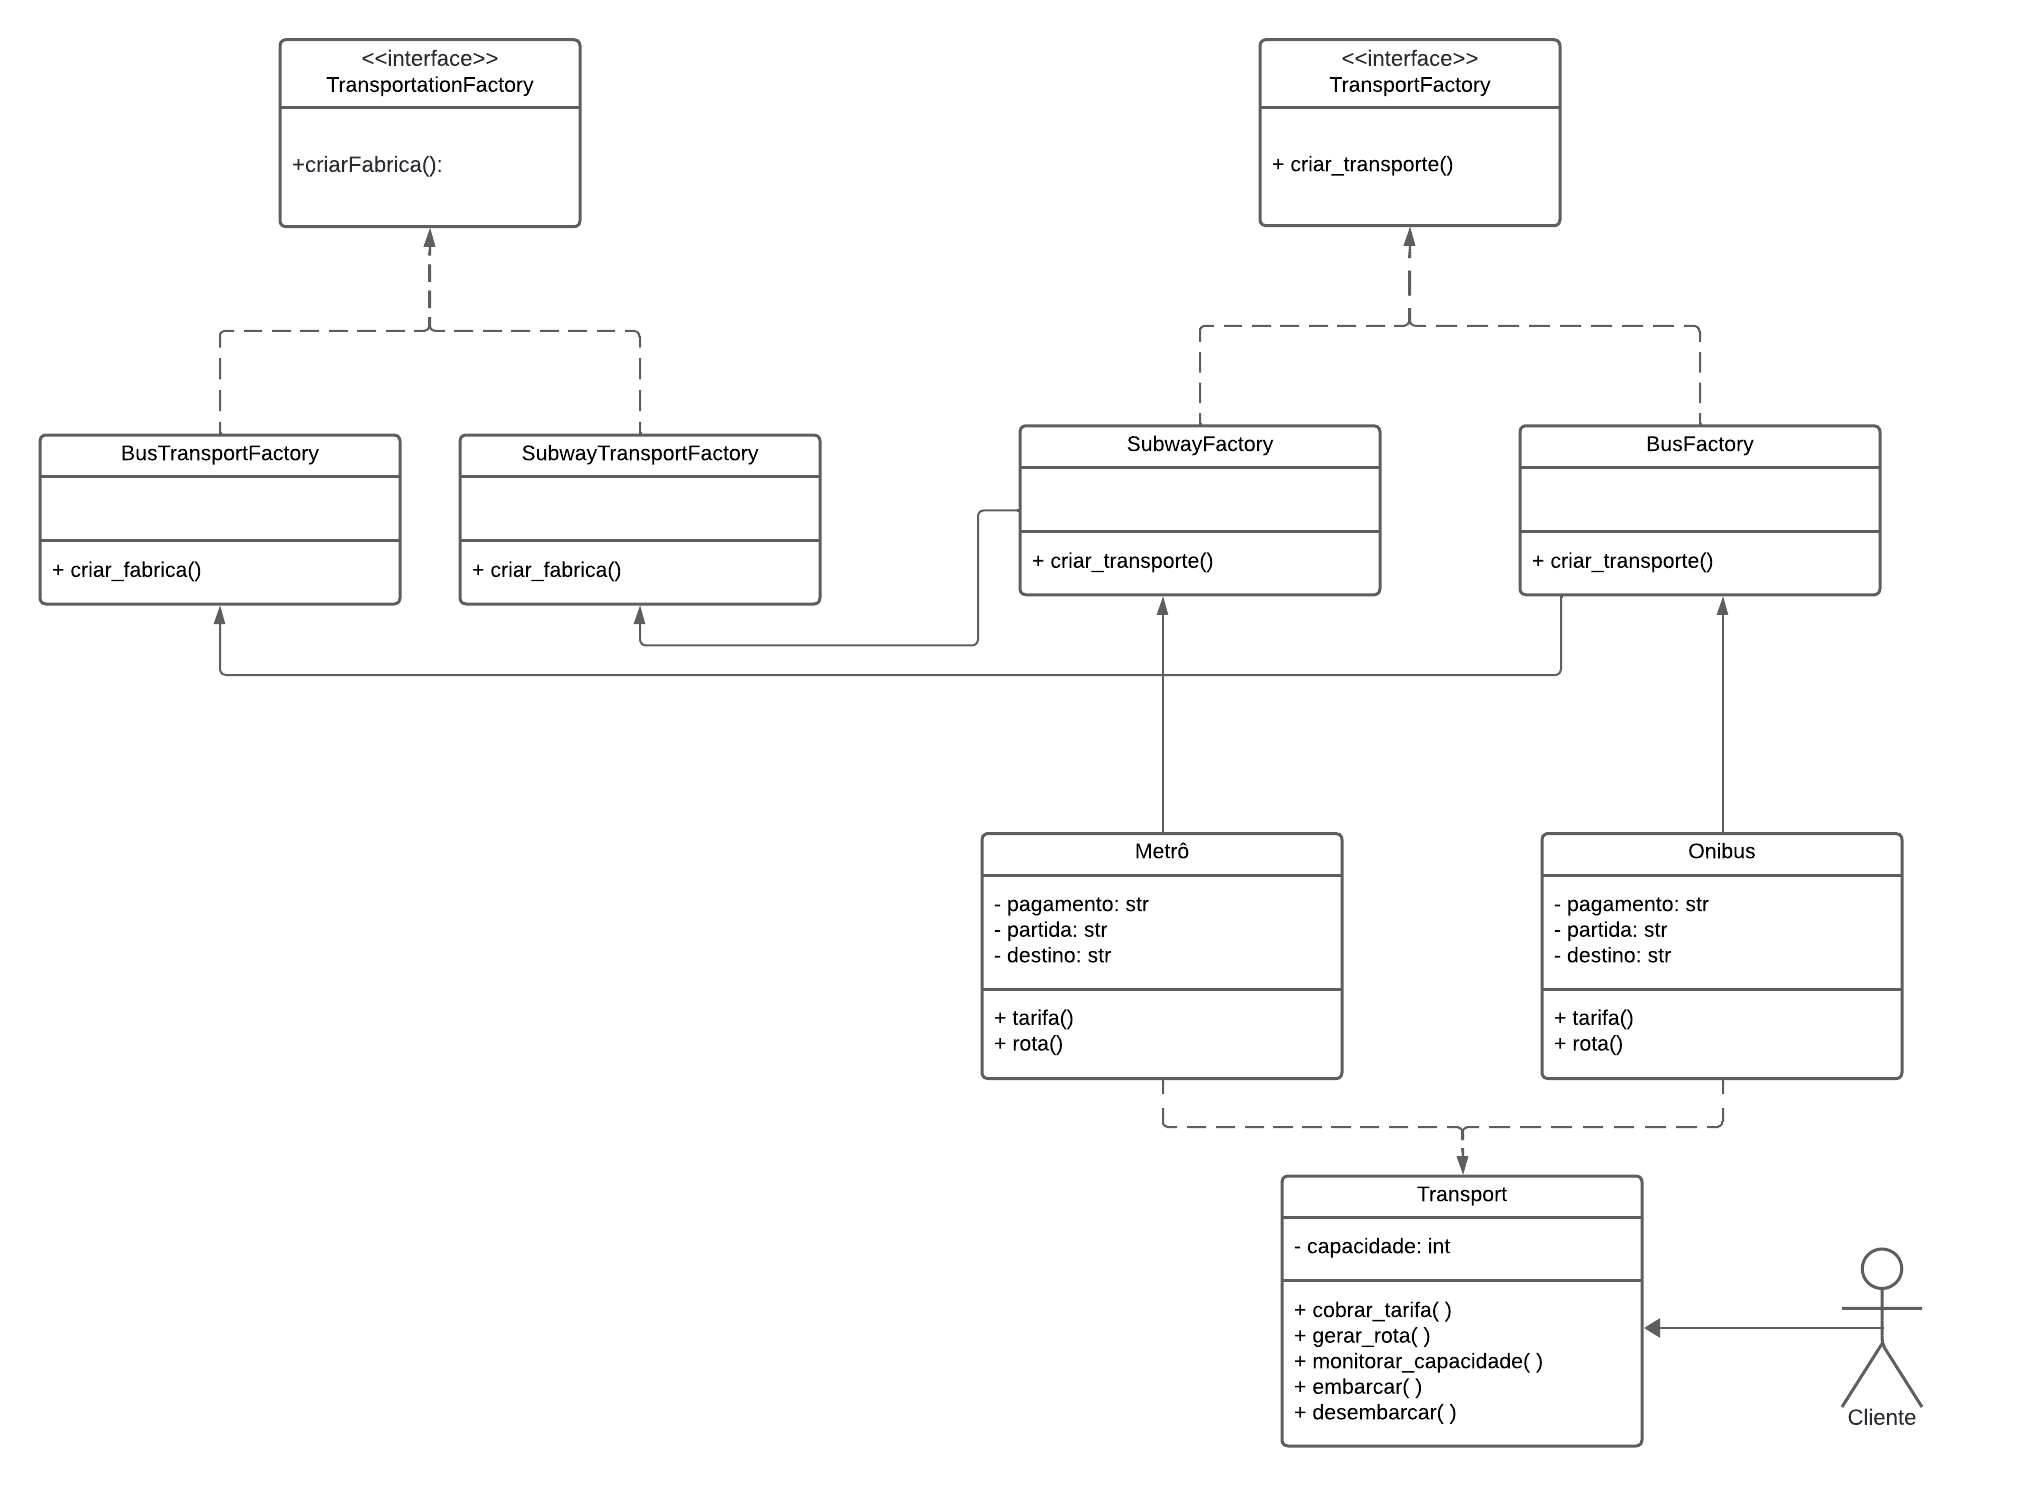 <<interface>>
TransportationFactory
+criarFabrica():
<<interface>>
TransportFactory
+ criar_transporte()
BusTransportFactory
+ criar_fabrica()
SubwayTransportFactory
+ criar_fabrica()
SubwayFactory
+ criar_transporte()
BusFactory
+ criar_transporte()
Metrô
- pagamento: str
- partida: str
- destino: str
+ tarifa()
+ rota()
Onibus
- pagamento: str
- partida: str
- destino: str
+ tarifa()
+ rota()
Transport
- capacidade: int
+ cobrar_tarifa( )
+ gerar_rota( )
+ monitorar_capacidade( )
+ embarcar( )
+ desembarcar( )
Cliente